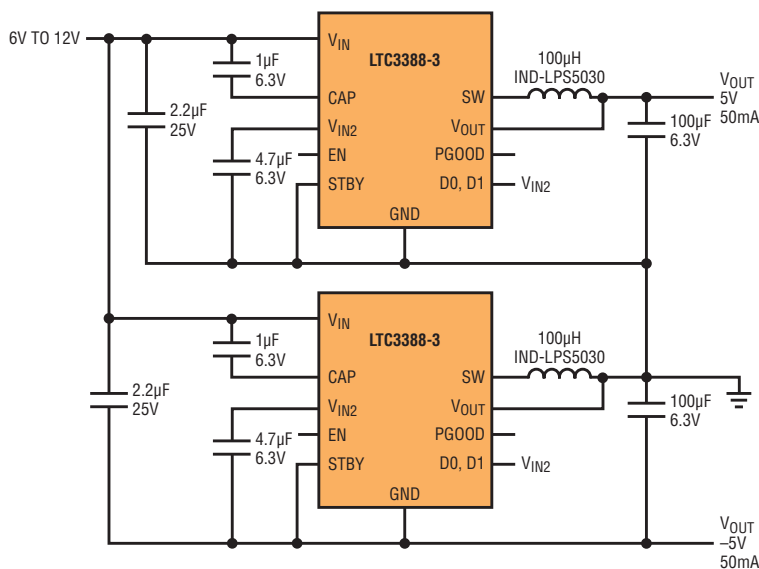 6V TO 12V
1µF
6.3V
2.2µF
25V
4.7µF
6.3V
VIN
CAP
VIN2
EN
STBY
LTC3388-3
SW
VOUT
PGOOD
D0, D1
GND
VIN2
100µH
IND-LPS5030
100µF
6.3V
VOUT
5V
50mA
2.2µF
25V
1µF
6.3V
4.7µF
6.3V
VIN
CAP
VIN2
EN
STBY
LTC3388-3
SW
VOUT
PGOOD
D0, D1
GND
VIN2
100µH
IND-LPS5030
100µF
6.3V
VOUT
–5V
50mA